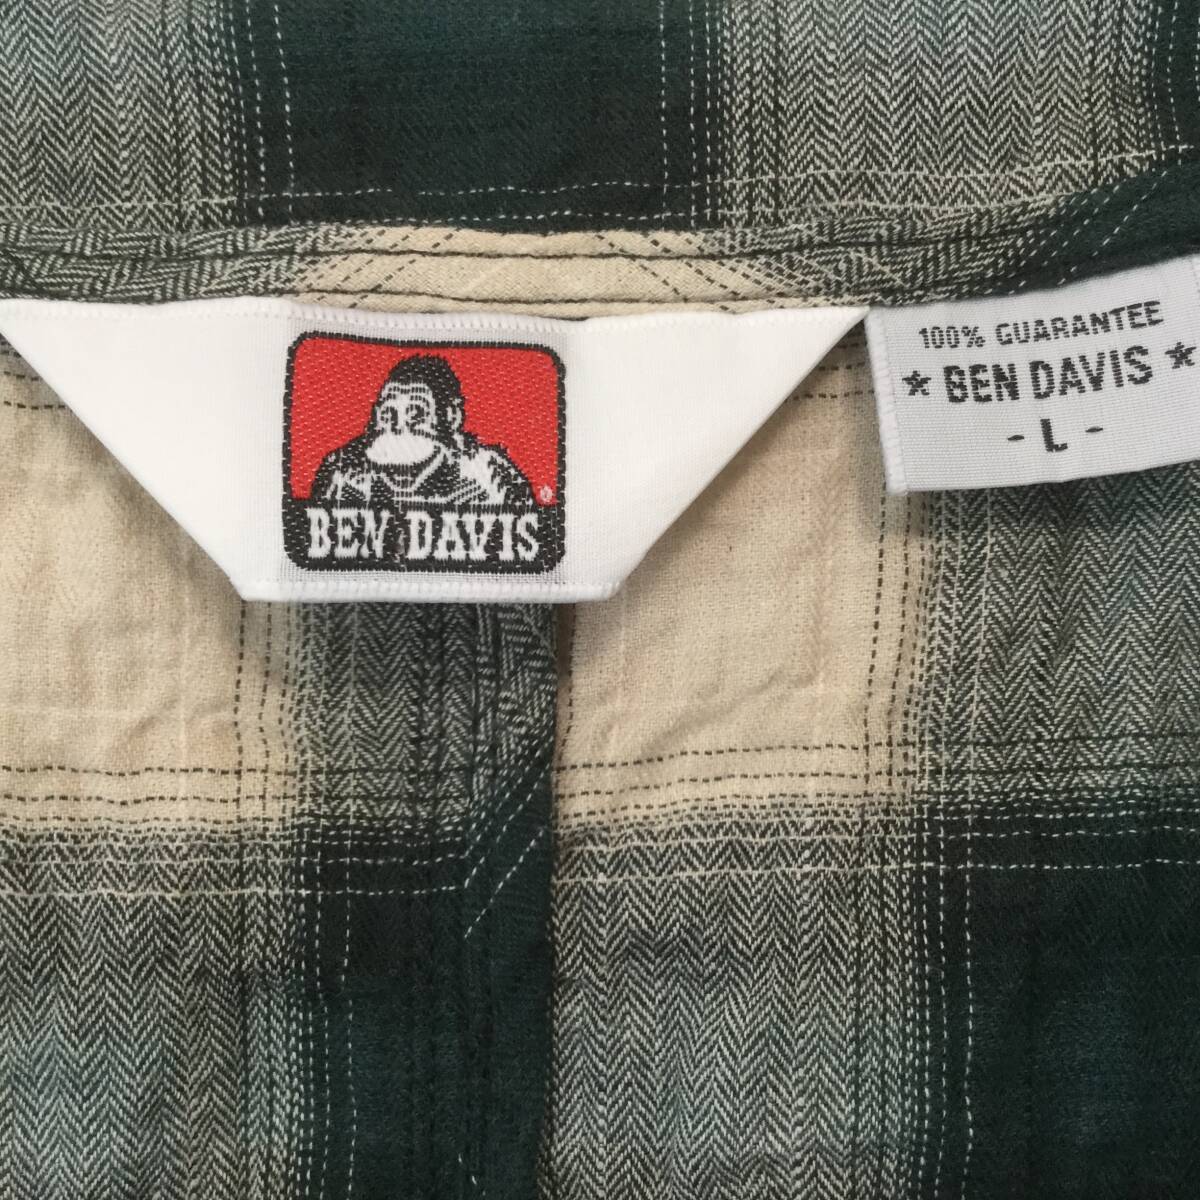 BEN DAVIS
®
100% GUARANTEE
★ BEN DAVIS ★
- L -